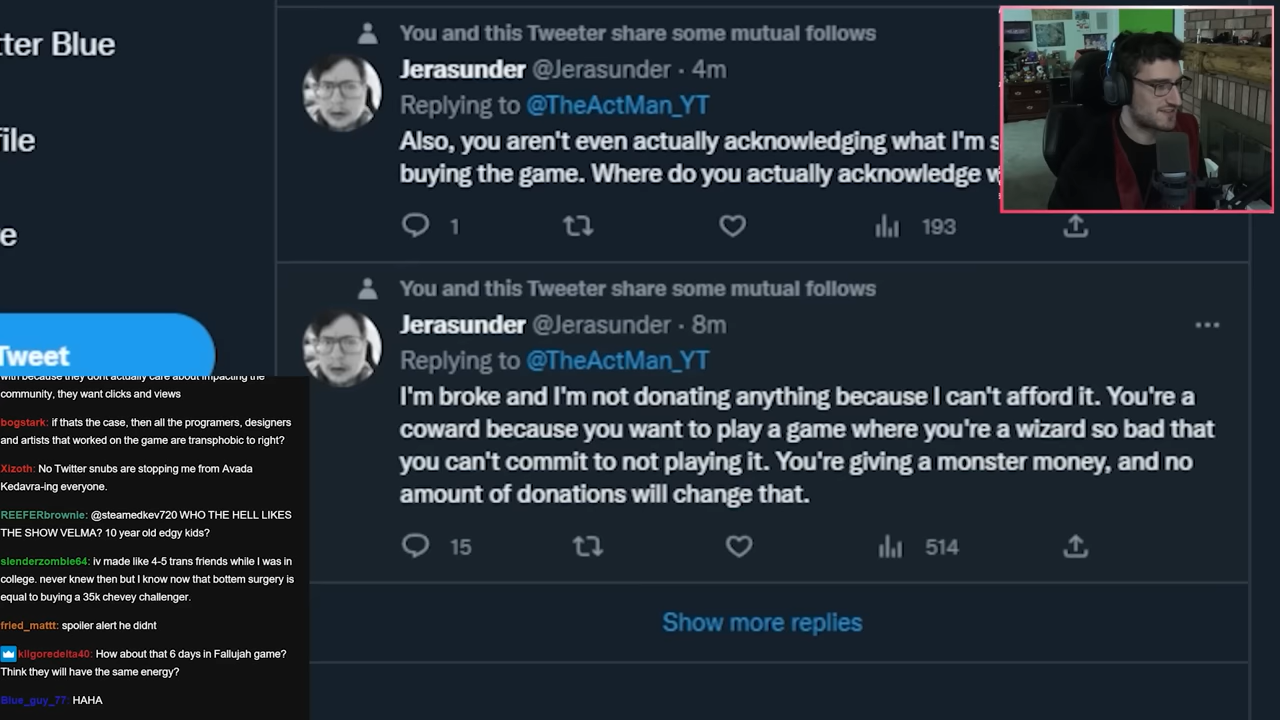 tter Blue
file
e
Tweet
You and this Tweeter share some mutual follows
Jerasunder @Jerasunder · 4m
Replying to @TheActMan_YT
Also, you aren't even actually acknowledging what I'm s
buying the game. Where do you actually acknowledge w
1 193
You and this Tweeter share some mutual follows
Jerasunder @Jerasunder · 8m
Replying to @TheActMan_YT
I'm broke and I'm not donating anything because I can't afford it. You're a
coward because you want to play a game where you're a wizard so bad that
you can't commit to not playing it. You're giving a monster money, and no
amount of donations will change that.
15 514
Show more replies
with because they dont actually care about impacting the
community, they want clicks and views
bogstark: if thats the case, then all the programers, designers
and artists that worked on the game are transphobic to right?
Xizoth: No Twitter snubs are stopping me from Avada
Kedavra-ing everyone.
REEFERbrownie: @steamedkev720 WHO THE HELL LIKES
THE SHOW VELMA? 10 year old edgy kids?
slenderzombie64: iv made like 4-5 trans friends while I was in
college. never knew then but I know now that bottem surgery is
equal to buying a 35k chevey challenger.
fried_mattt: spoiler alert he didnt
kilgoredelta40: How about that 6 days in Fallujah game?
Think they will have the same energy?
Blue_guy_77: HAHA